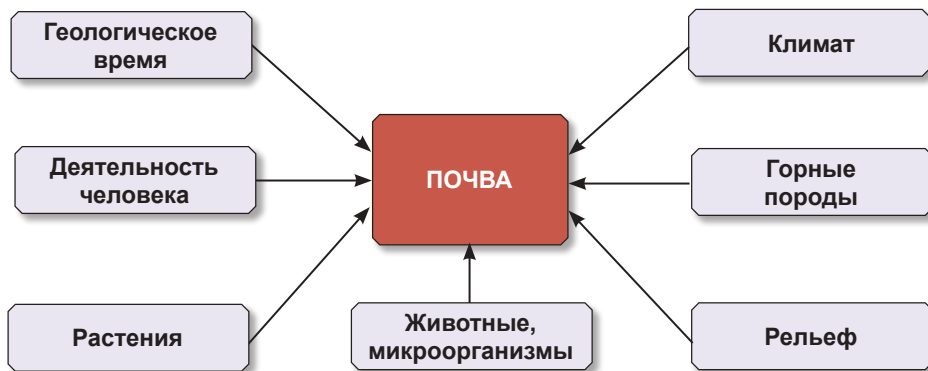 Геологическое
время
Климат
Деятельность
человека
ПОЧВА
Горные
породы
Растения
Животные,
микроорганизмы
Рельеф